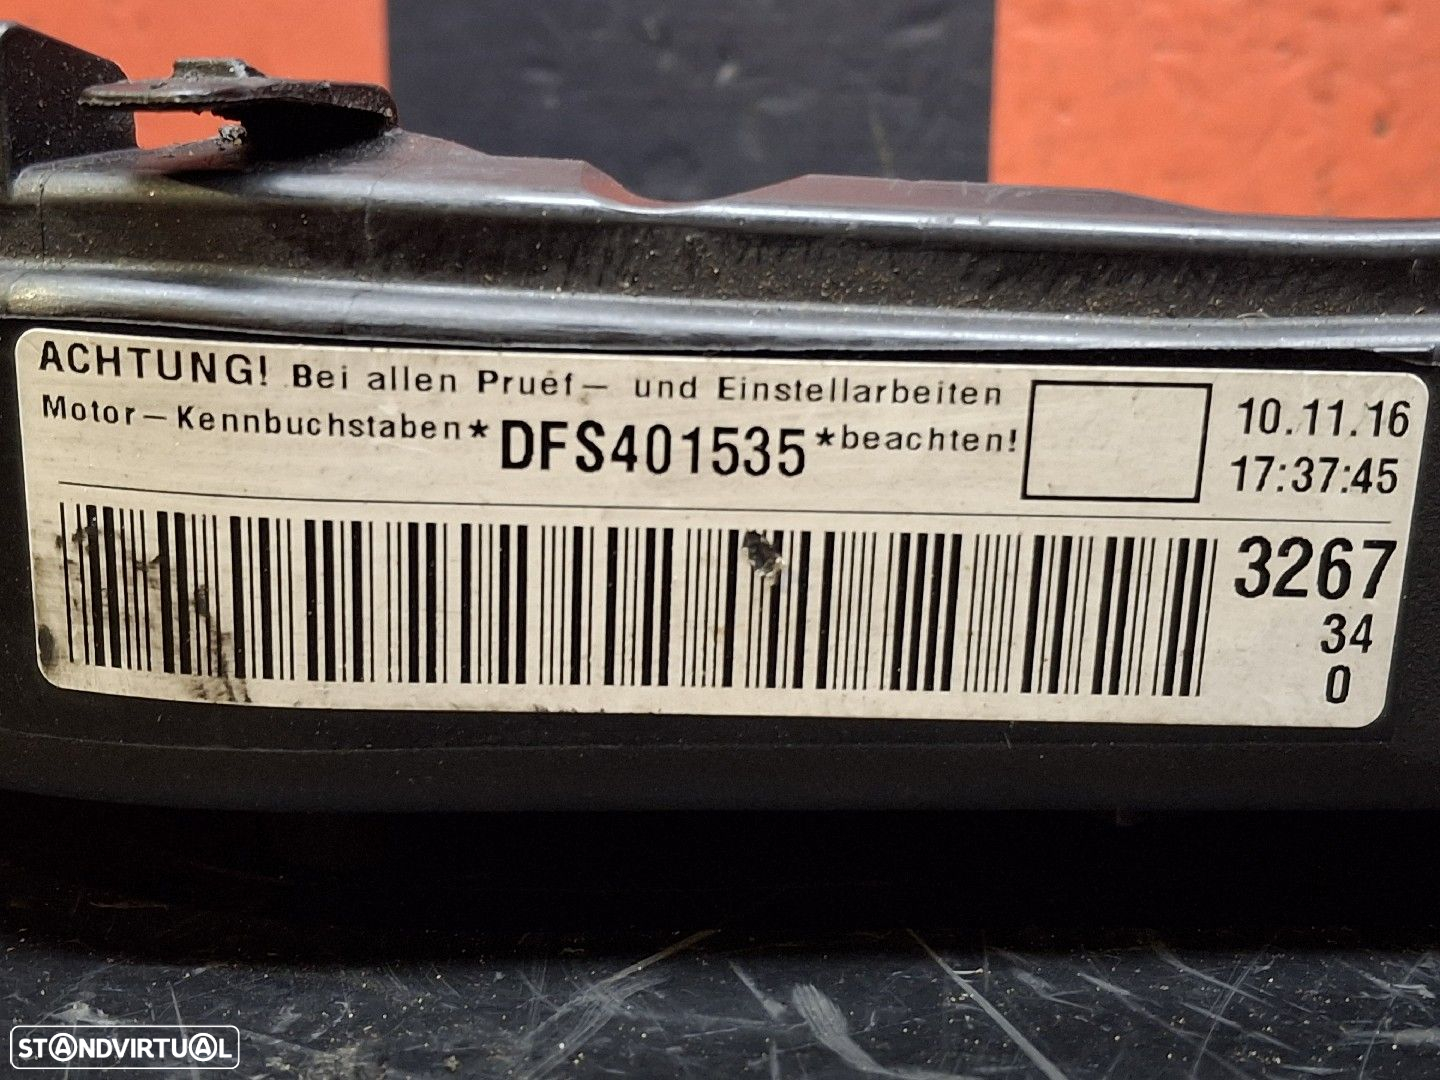 ACHTUNG! Bei allen Pruef- und Einstellarbeiten
Motor-Kennbuchstaben*DFS401535*beachten!
10.11.16
17:37:45
3267
34
0
STANDVIRTUAL